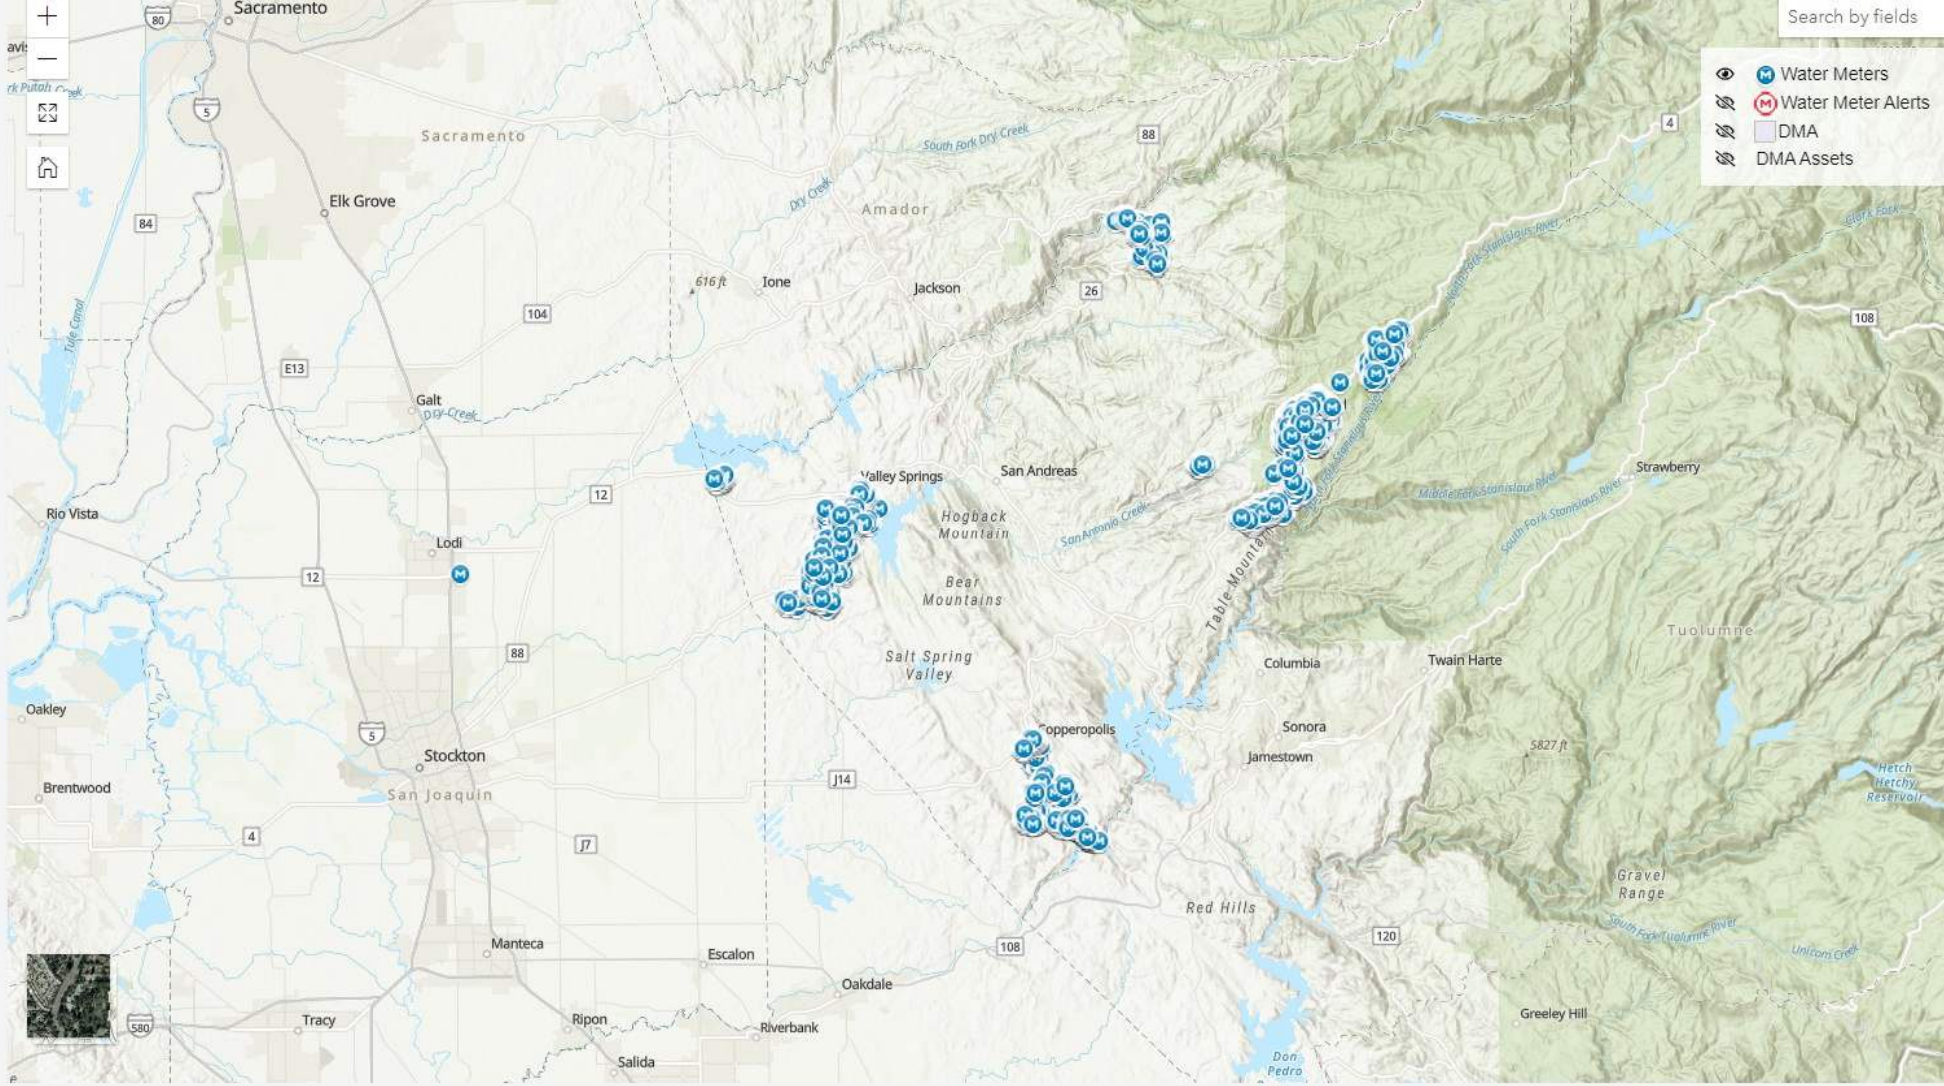 Sacramento
80
Search by fields
+
−
avis
rk Putah Creek
5
Water Meters
Water Meter Alerts
DMA
DMA Assets
4
88
Sacramento
South Fork Dry Creek
Dry Creek
Elk Grove
Amador
84
Clark Fork
North Fork Stanislaus River
616 ft
Ione
Jackson
26
104
Tule Canal
108
E13
Galt
Dry Creek
Valley Springs
San Andreas
Strawberry
12
Middle Fork Stanislaus River
South Fork Stanislaus River
Rio Vista
Hogback
Mountain
San Antonio Creek
Lodi
12
Bear
Mountains
Table Mountain
Tuolumne
88
Salt Spring
Valley
Columbia
Twain Harte
Oakley
5
Copperopolis
Sonora
Stockton
5827 ft
Jamestown
Hetch
Hetchy
Reservoir
J14
Brentwood
San Joaquin
4
J7
Gravel
Range
Red Hills
South Fork Tuolumne River
120
Unicorn Creek
Manteca
108
Escalon
Oakdale
Tracy
580
Ripon
Riverbank
Greeley Hill
Salida
Don
Pedro